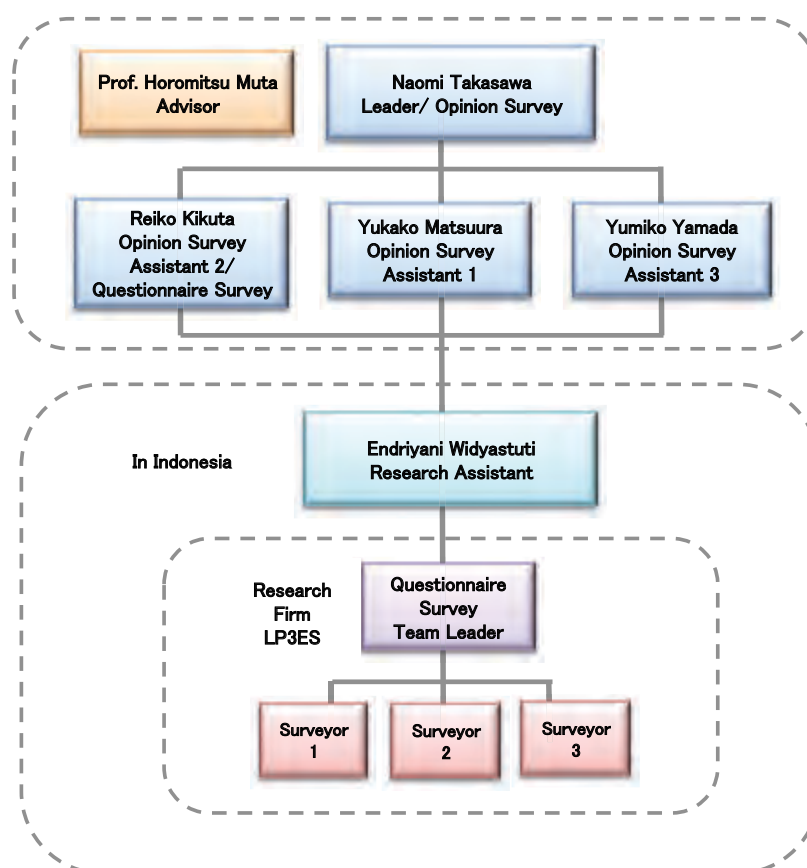 Prof. Horomitsu Muta
Advisor
Naomi Takasawa
Leader/ Opinion Survey
Reiko Kikuta
Opinion Survey
Assistant 2/
Questionnaire Survey
Yukako Matsuura
Opinion Survey
Assistant 1
Yumiko Yamada
Opinion Survey
Assistant 3
In Indonesia
Endriyani Widyastuti
Research Assistant
Research
Firm
LP3ES
Questionnaire
Survey
Team Leader
Surveyor
1
Surveyor
2
Surveyor
3